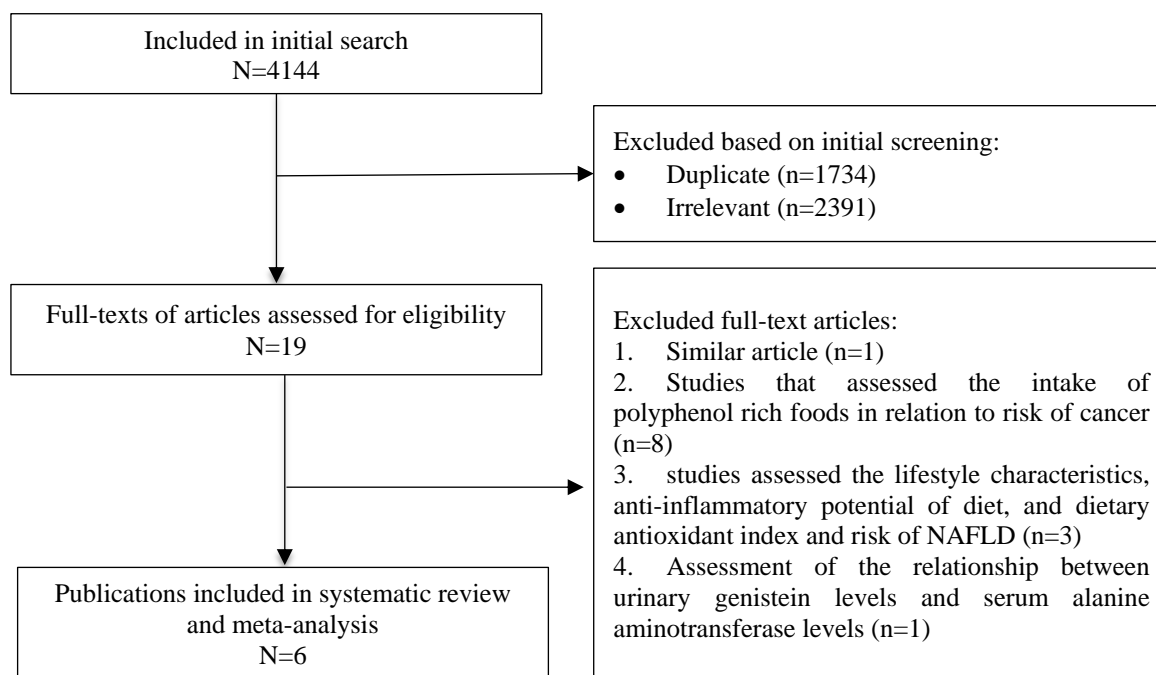 Included in initial search
N=4144
Excluded based on initial screening:
• Duplicate (n=1734)
• Irrelevant (n=2391)
Full-texts of articles assessed for eligibility
N=19
Excluded full-text articles:
1. Similar article (n=1)
2. Studies that assessed the intake of
polyphenol rich foods in relation to risk of cancer
(n=8)
3. studies assessed the lifestyle characteristics,
anti-inflammatory potential of diet, and dietary
antioxidant index and risk of NAFLD (n=3)
4. Assessment of the relationship between
urinary genistein levels and serum alanine
aminotransferase levels (n=1)
Publications included in systematic review
and meta-analysis
N=6